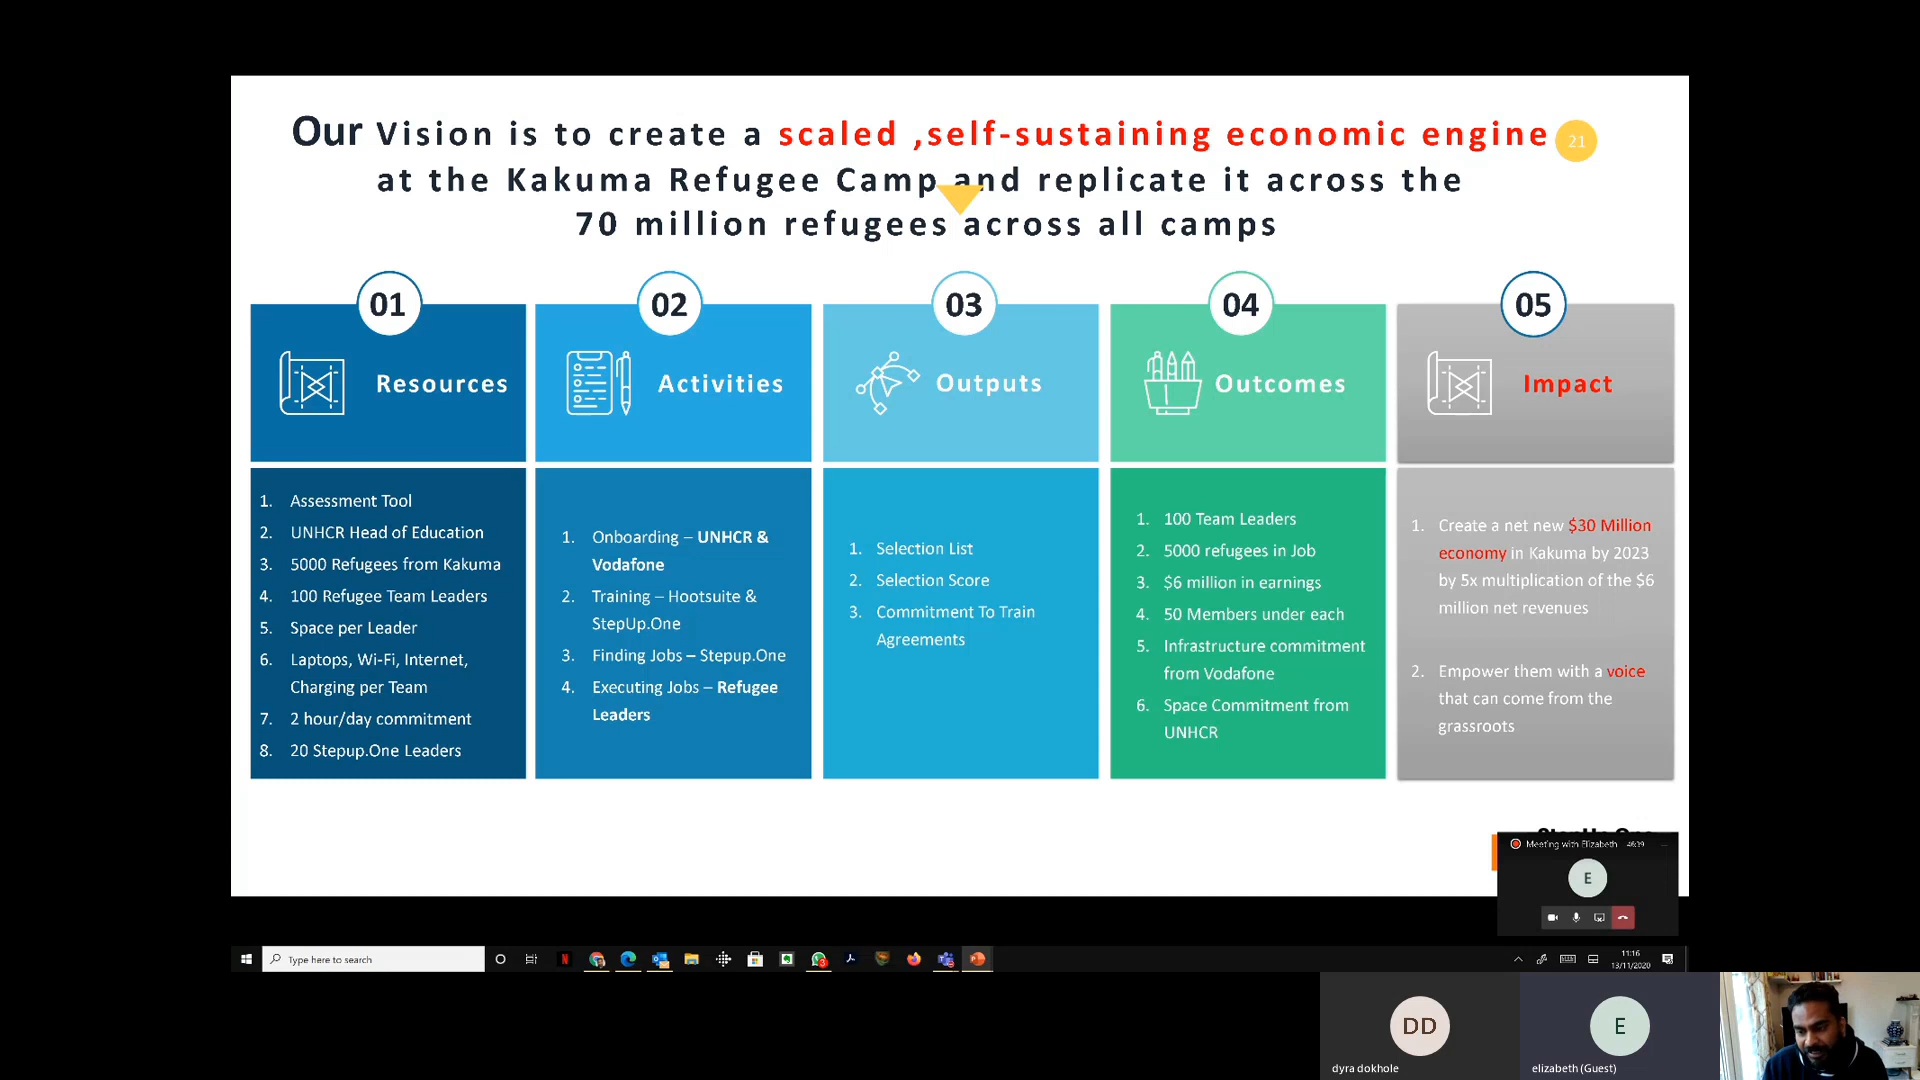 Our Vision is to create a scaled ,self-sustaining economic engine
21
at the Kakuma Refugee Camp and replicate it across the
70 million refugees across all camps
01
Resources
1. Assessment Tool
2. UNHCR Head of Education
3. 5000 Refugees from Kakuma
4. 100 Refugee Team Leaders
5. Space per Leader
6. Laptops, Wi-Fi, Internet,
Charging per Team
7. 2 hour/day commitment
8. 20 Stepup.One Leaders
02
Activities
1. Onboarding – UNHCR &
Vodafone
2. Training – Hootsuite &
StepUp.One
3. Finding Jobs – Stepup.One
4. Executing Jobs – Refugee
Leaders
03
Outputs
1. Selection List
2. Selection Score
3. Commitment To Train
Agreements
04
Outcomes
1. 100 Team Leaders
2. 5000 refugees in Job
3. $6 million in earnings
4. 50 Members under each
5. Infrastructure commitment
from Vodafone
6. Space Commitment from
UNHCR
05
Impact
1. Create a net new $30 Million
economy in Kakuma by 2023
by 5x multiplication of the $6
million net revenues
2. Empower them with a voice
that can come from the
grassroots
Meeting with Elizabeth 46:39
E
Type here to search
11:16
13/11/2020
DD
dyra dokhole
E
elizabeth (Guest)